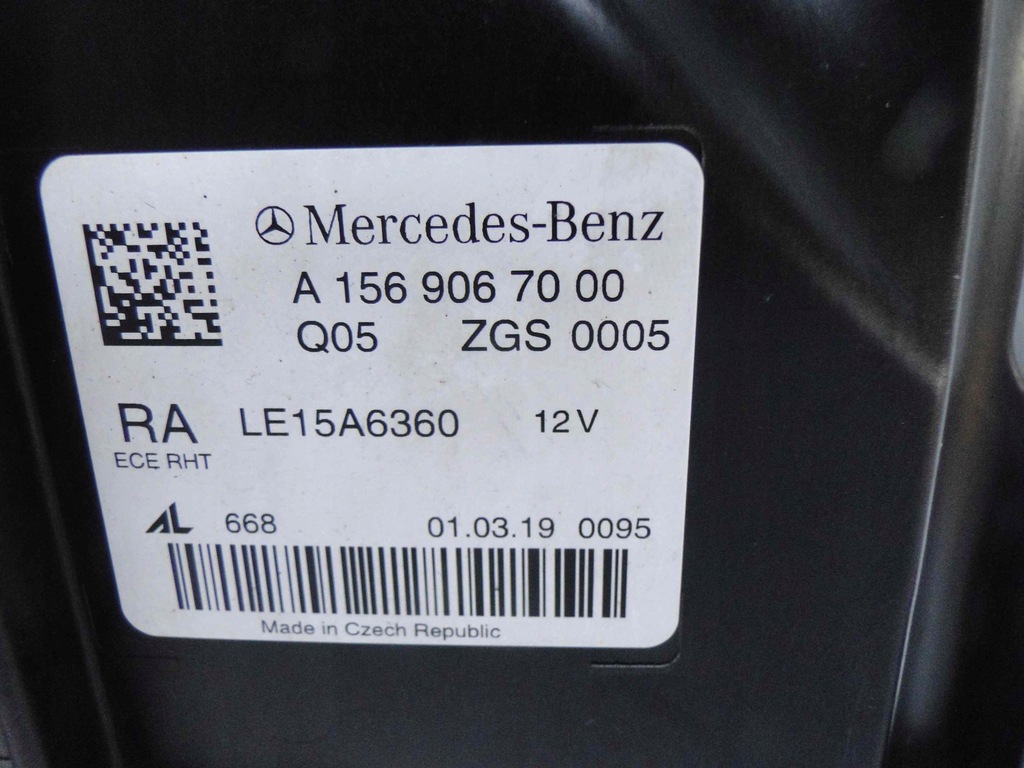 Mercedes-Benz
A 156 906 70 00
Q05 ZGS 0005
RA LE15A6360 12V
ECE RHT
AL 668 01.03.19 0095
Made in Czech Republic